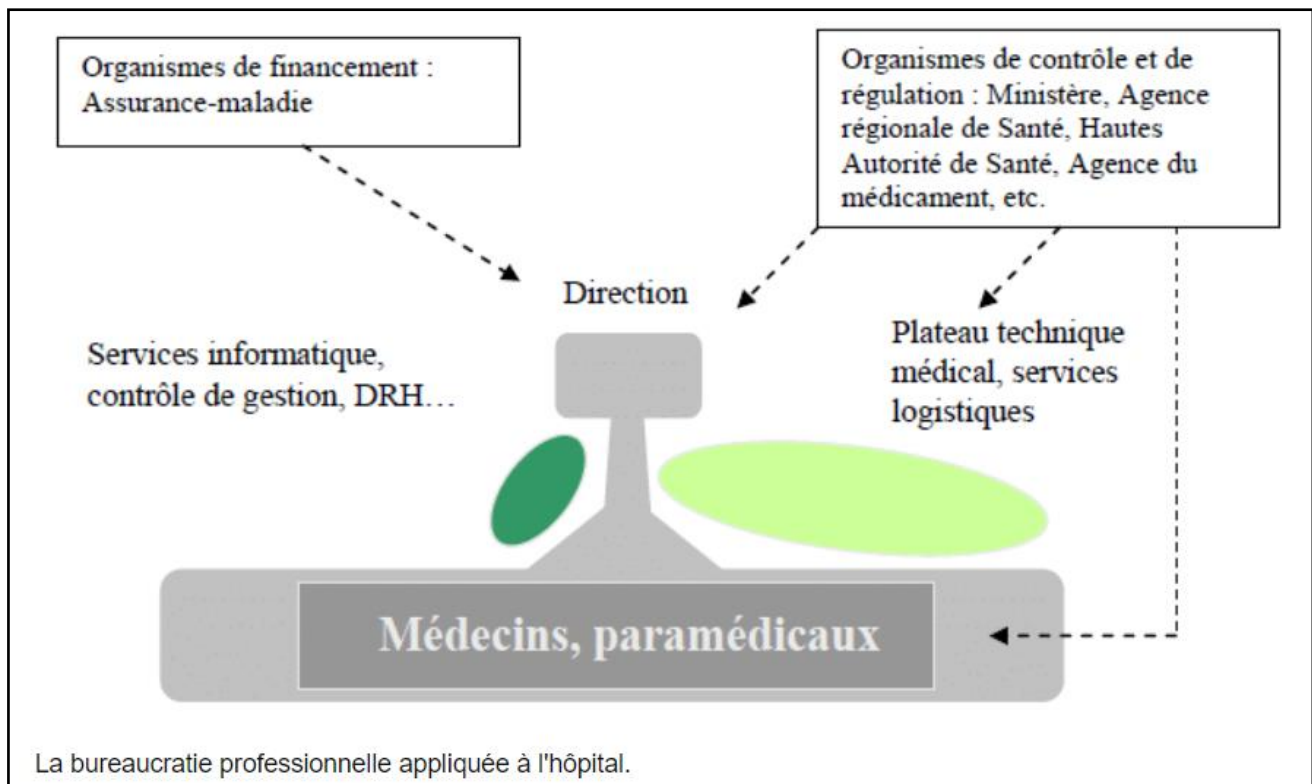 Organismes de financement :
Assurance-maladie
Organismes de contrôle et de
régulation : Ministère, Agence
régionale de Santé, Hautes
Autorité de Santé, Agence du
médicament, etc.
Direction
Services informatique,
contrôle de gestion, DRH…
Plateau technique
médical, services
logistiques
Médecins, paramédicaux
La bureaucratie professionnelle appliquée à l'hôpital.